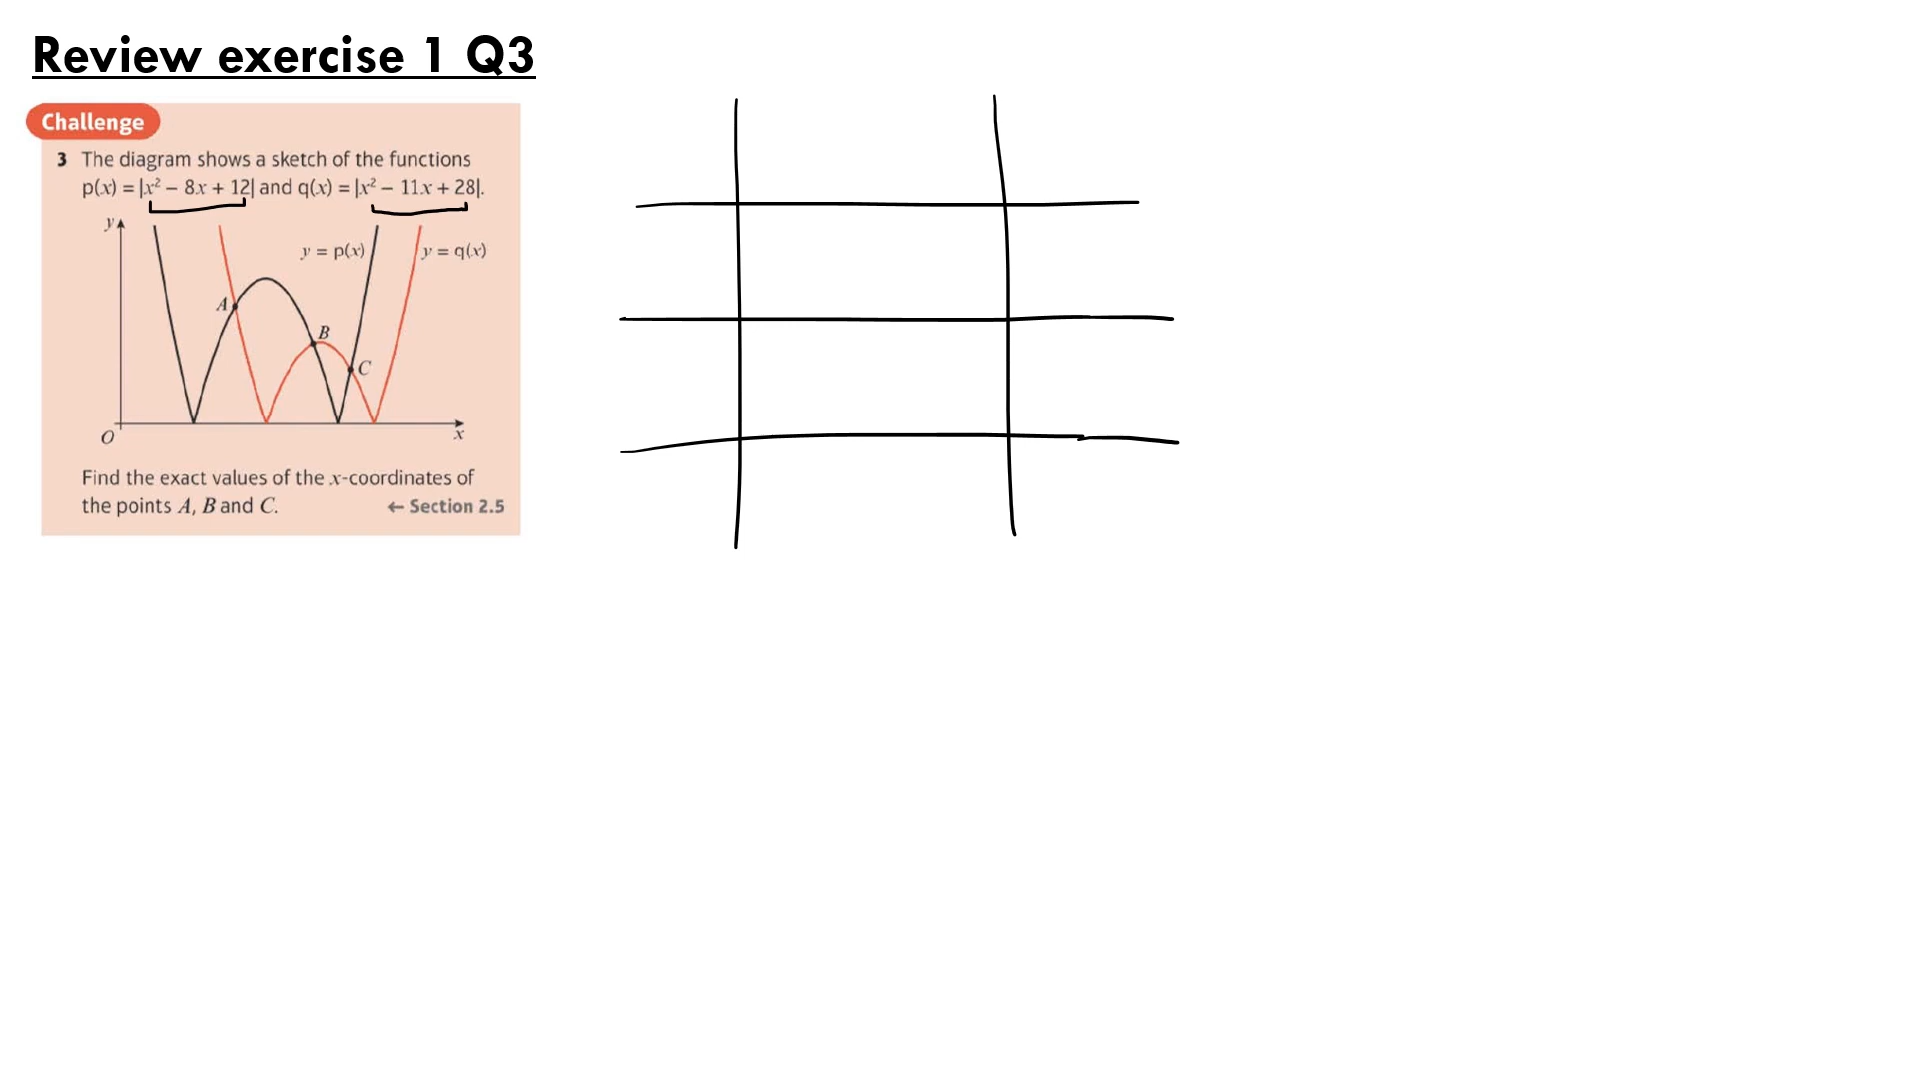 Review exercise 1 Q3
Challenge
3 The diagram shows a sketch of the functions
p(x) = |x² – 8x + 12| and q(x) = |x² – 11x + 28|.
y
y = p(x)
y = q(x)
A
B
C
O
x
Find the exact values of the x-coordinates of
the points A, B and C.
← Section 2.5